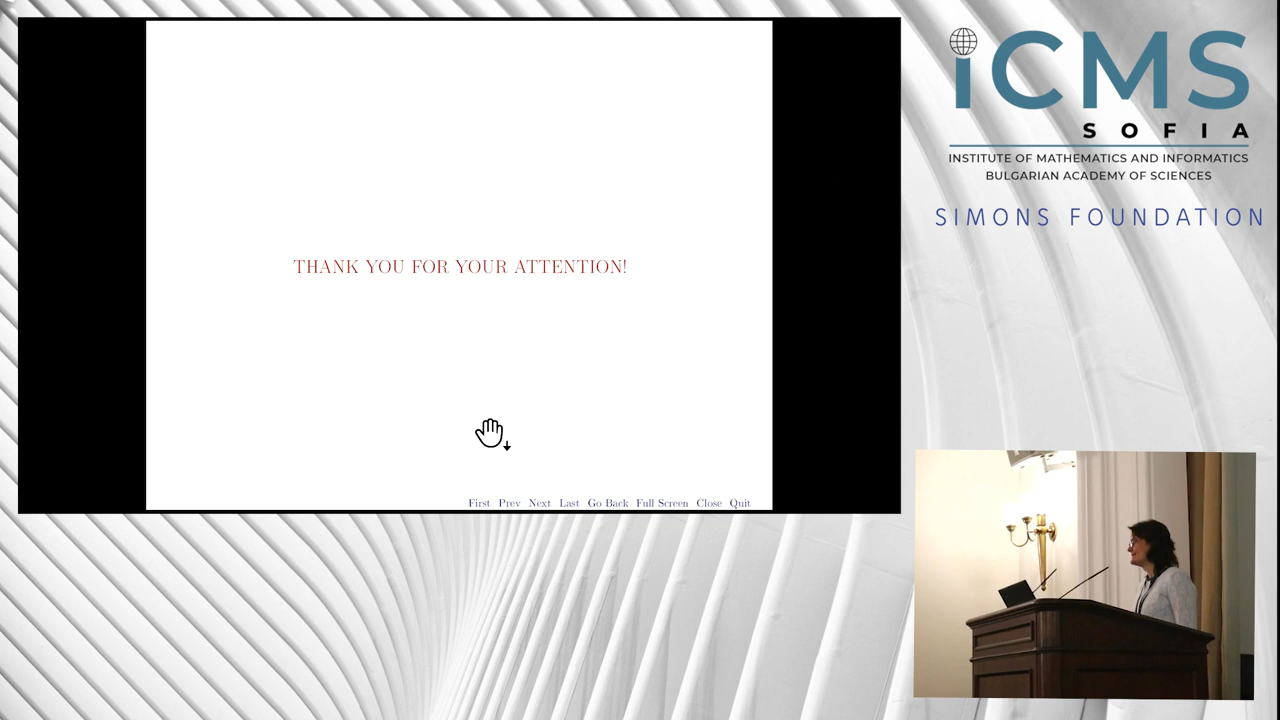 THANK YOU FOR YOUR ATTENTION!
First Prev Next Last Go Back Full Screen Close Quit
iCMS
SOFIA
INSTITUTE OF MATHEMATICS AND INFORMATICS
BULGARIAN ACADEMY OF SCIENCES
SIMONS FOUNDATION